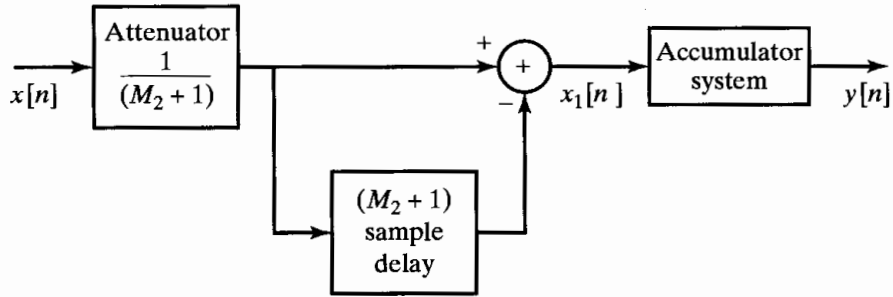 Attenuator
1
(M₂ + 1)
x[n]
+
+
−
x₁[n]
Accumulator
system
y[n]
(M₂ + 1)
sample
delay